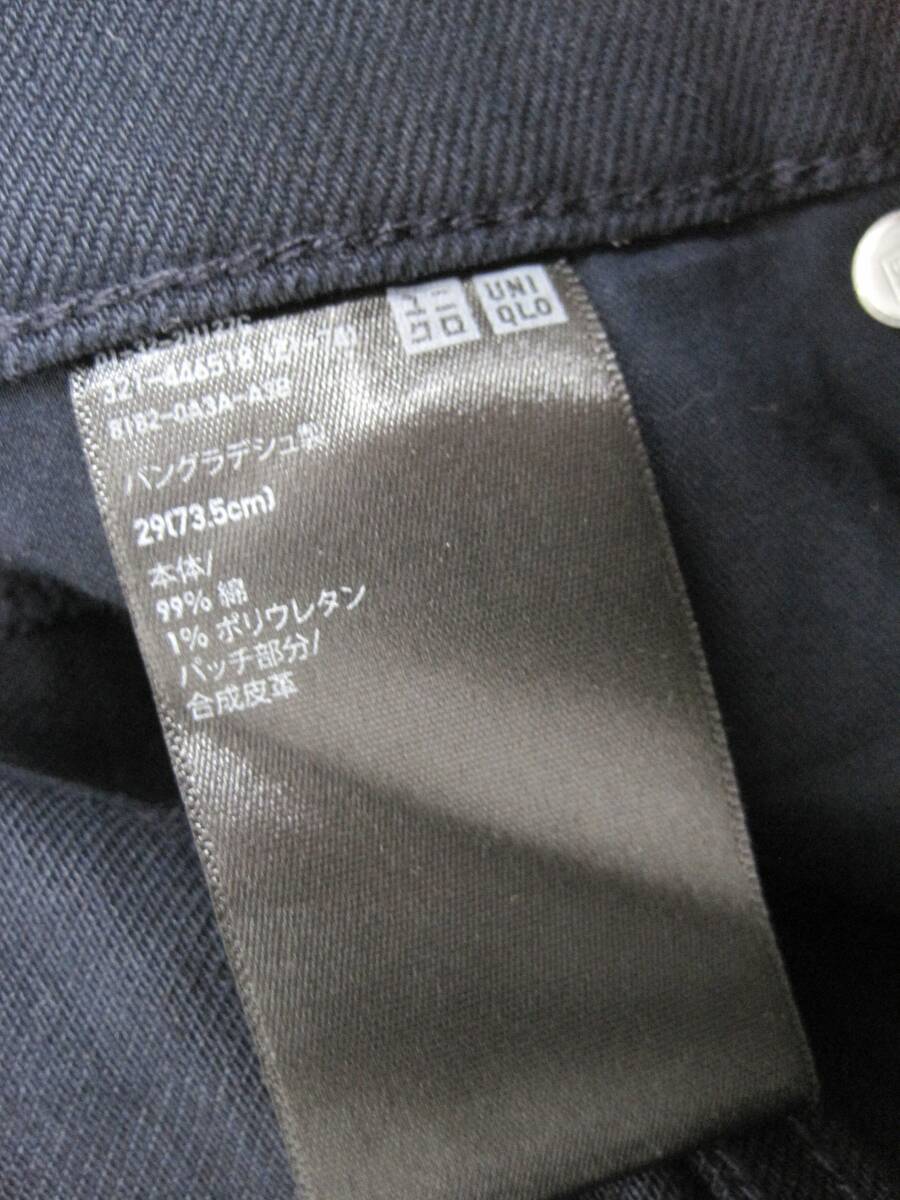 ユニ UNI
クロ QLO
321-446518
8182-0A3A-A3B
バングラデシュ製
29(73.5cm)
本体/
99% 綿
1% ポリウレタン
パッチ部分/
合成皮革